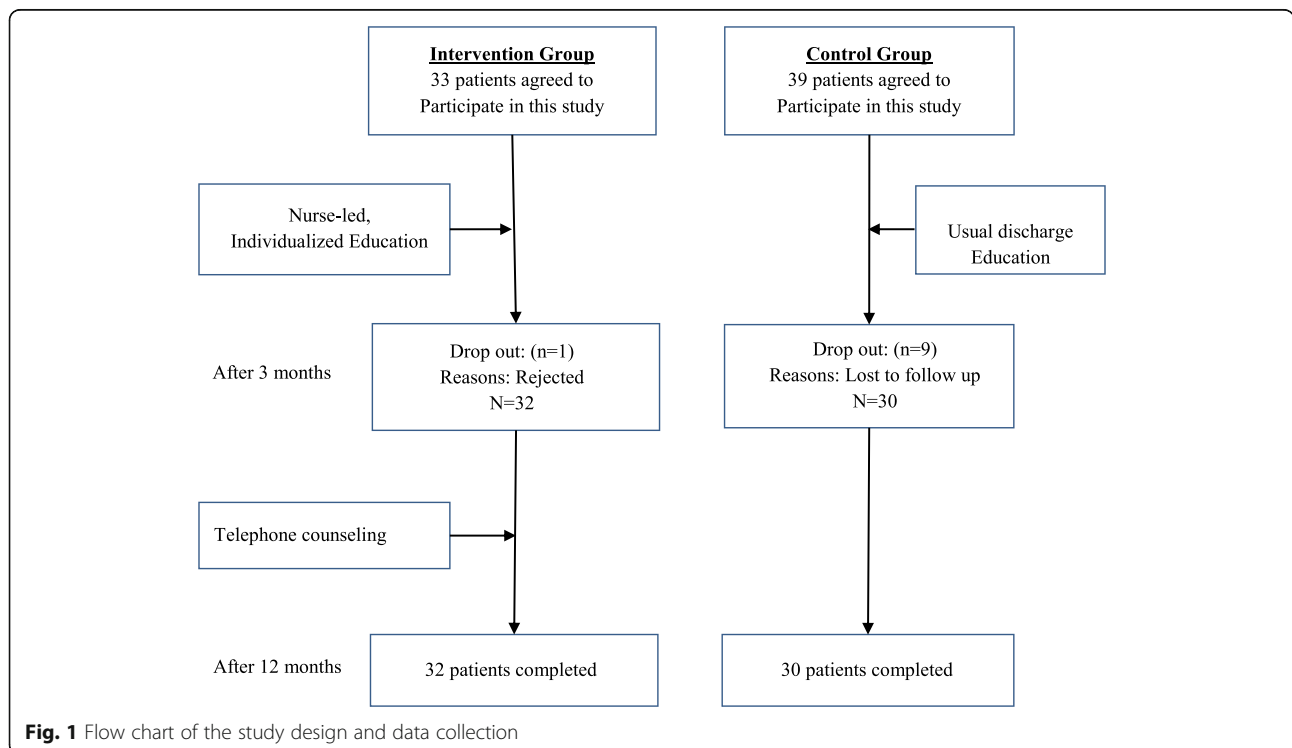 Intervention Group
33 patients agreed to
Participate in this study
Control Group
39 patients agreed to
Participate in this study
Nurse-led,
Individualized Education
Usual discharge
Education
After 3 months
Drop out: (n=1)
Reasons: Rejected
N=32
Drop out: (n=9)
Reasons: Lost to follow up
N=30
Telephone counseling
After 12 months
32 patients completed
30 patients completed
Fig. 1 Flow chart of the study design and data collection